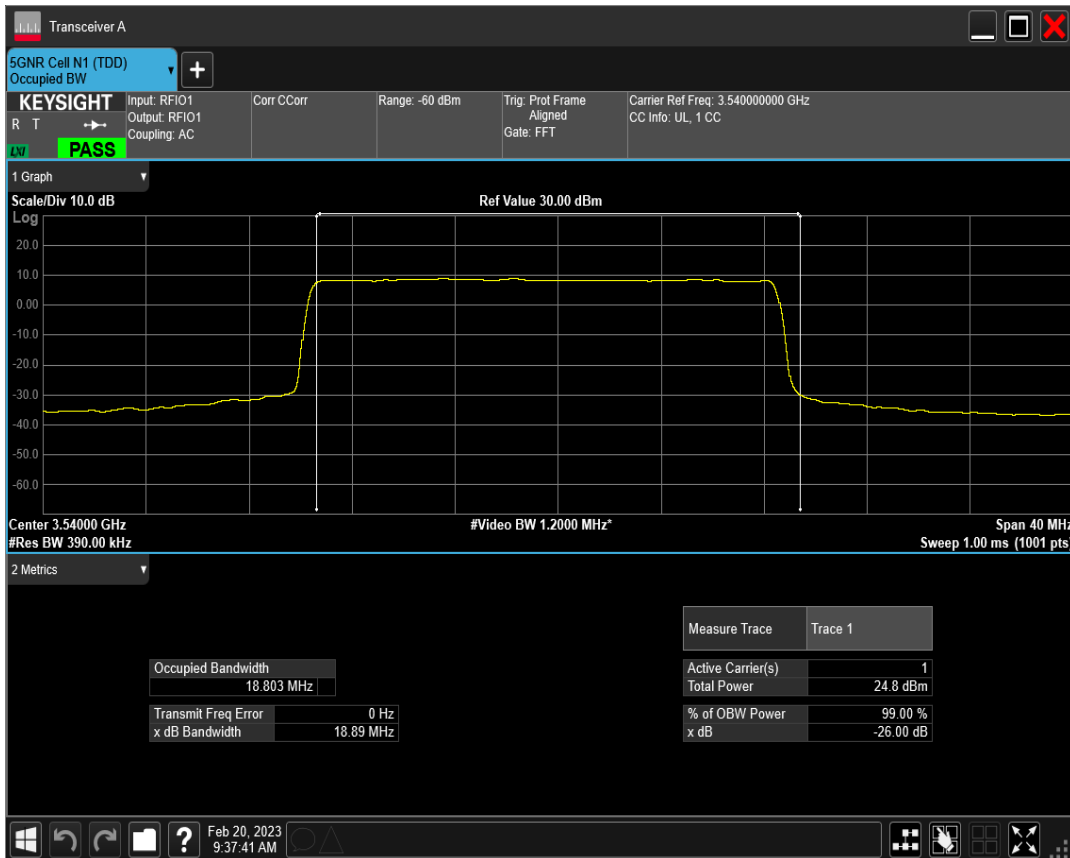 Transceiver A
5GNR Cell N1 (TDD)
Occupied BW
+
KEYSIGHT
R T
LXI
PASS
Input: RFIO1
Output: RFIO1
Coupling: AC
Corr CCorr
Range: -60 dBm
Trig: Prot Frame
Aligned
Gate: FFT
Carrier Ref Freq: 3.540000000 GHz
CC Info: UL, 1 CC
1 Graph
Scale/Div 10.0 dB
Ref Value 30.00 dBm
Log
20.0
10.0
0.00
-10.0
-20.0
-30.0
-40.0
-50.0
-60.0
Center 3.54000 GHz
#Video BW 1.2000 MHz*
Span 40 MHz
#Res BW 390.00 kHz
Sweep 1.00 ms (1001 pts)
2 Metrics
Measure Trace Trace 1
Occupied Bandwidth
18.803 MHz
Active Carrier(s) 1
Total Power 24.8 dBm
Transmit Freq Error 0 Hz
x dB Bandwidth 18.89 MHz
% of OBW Power 99.00 %
x dB -26.00 dB
?
Feb 20, 2023
9:37:41 AM